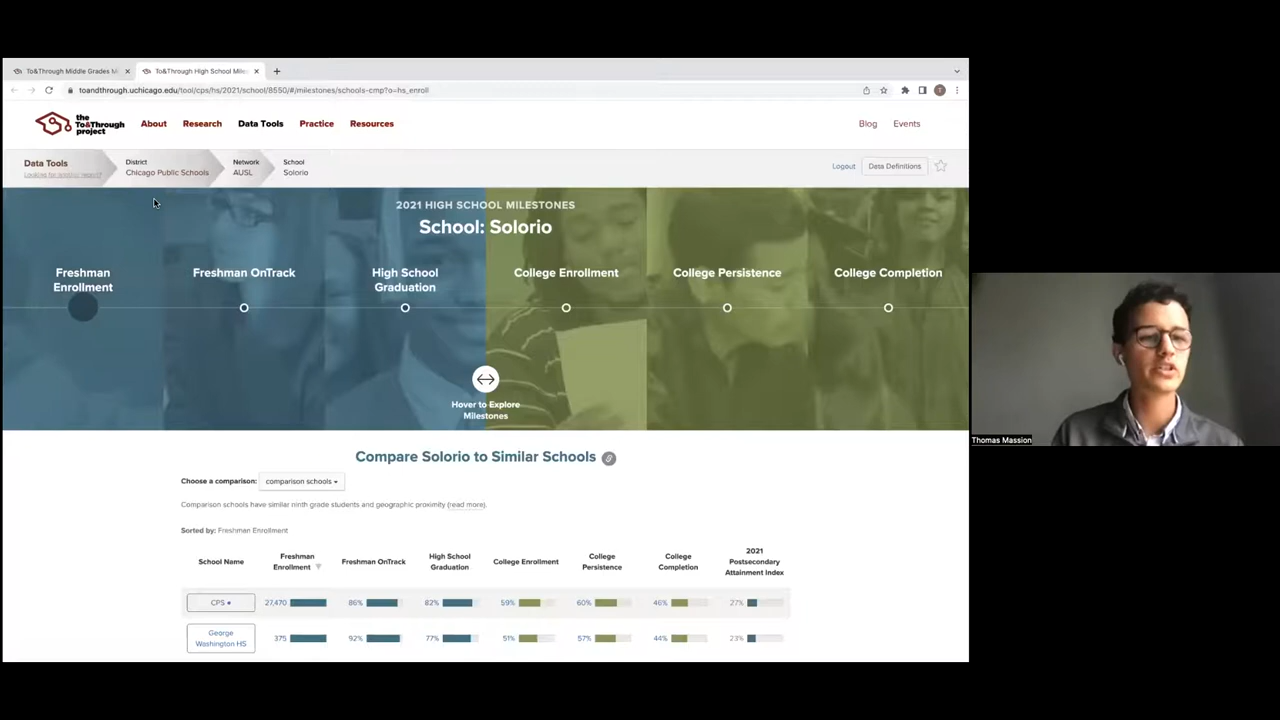 To&Through Middle Grades M
To&Through High School Miles
toandthrough.uchicago.edu/tool/cps/hs/2021/school/8550/#/milestones/schools-cmp?o=hs_enroll
T
the
To&Through
project
About
Research
Data Tools
Practice
Resources
Blog
Events
Data Tools
District
Chicago Public Schools
Network
AUSL
School
Solorio
Logout
Data Definitions
2021 HIGH SCHOOL MILESTONES
School: Solorio
Freshman
Enrollment
Freshman OnTrack
High School
Graduation
College Enrollment
College Persistence
College Completion
Hover to Explore
Milestones
Thomas Massion
Compare Solorio to Similar Schools
Choose a comparison: comparison schools
Comparison schools have similar ninth grade students and geographic proximity (read more).
Sorted by: Freshman Enrollment
School Name
Freshman
Enrollment
Freshman OnTrack
High School
Graduation
College Enrollment
College
Persistence
College
Completion
2021
Postsecondary
Attainment Index
CPS 27,470 86% 82% 59% 60% 46% 27%
George
Washington HS
375 92% 77% 51% 57% 44% 23%